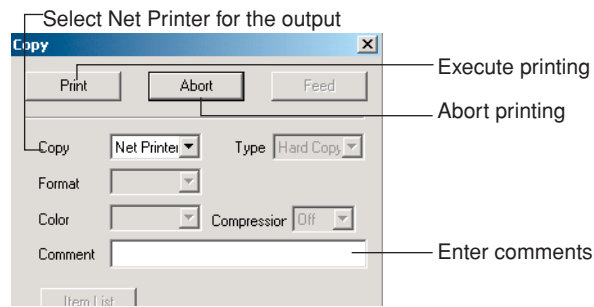 Select Net Printer for the output
Copy
Print Abort Feed
Execute printing
Abort printing
Copy Net Printer Type Hard Copy
Format
Color Compression Off
Comment
Enter comments
Item List